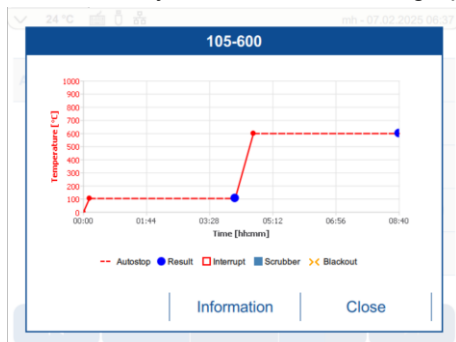 24 °C
mh - 07.02.2025 06:37
105-600
Temperature [°C]
1000
900
800
700
600
500
400
300
200
100
0
00:00 01:44 03:28 05:12 06:56 08:40
Time [hh:mm]
Autostop Result Interrupt Scrubber Blackout
Information Close